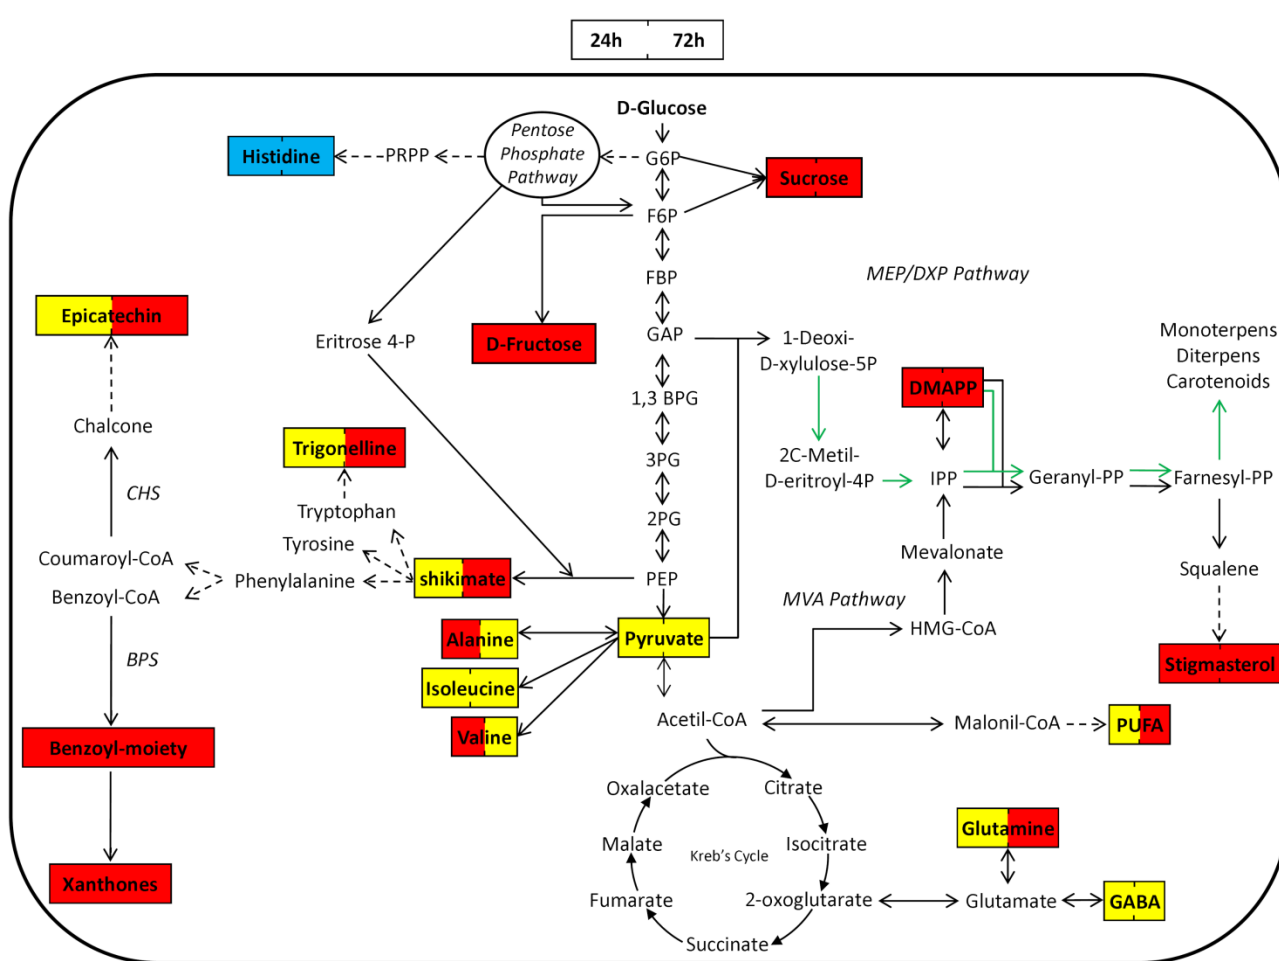 24h 72h
D-Glucose
Pentose
Phosphate
Pathway
Histidine
PRPP
G6P
Sucrose
F6P
MEP/DXP Pathway
FBP
Epicatechin
Eritrose 4-P
D-Fructose
GAP
1-Deoxi-
D-xylulose-5P
Monoterpens
Diterpens
Carotenoids
DMAPP
1,3 BPG
Chalcone
Trigonelline
3PG
2C-Metil-
D-eritroyl-4P
IPP
Geranyl-PP
Farnesyl-PP
CHS
Tryptophan
2PG
Tyrosine
Mevalonate
Coumaroyl-CoA
Phenylalanine
shikimate
PEP
Squalene
Benzoyl-CoA
MVA Pathway
HMG-CoA
Alanine
Pyruvate
BPS
Isoleucine
Stigmasterol
Valine
Acetil-CoA
Malonil-CoA
PUFA
Benzoyl-moiety
Oxalacetate
Citrate
Glutamine
Malate
Kreb's Cycle
Isocitrate
Xanthones
Fumarate
2-oxoglutarate
Glutamate
GABA
Succinate